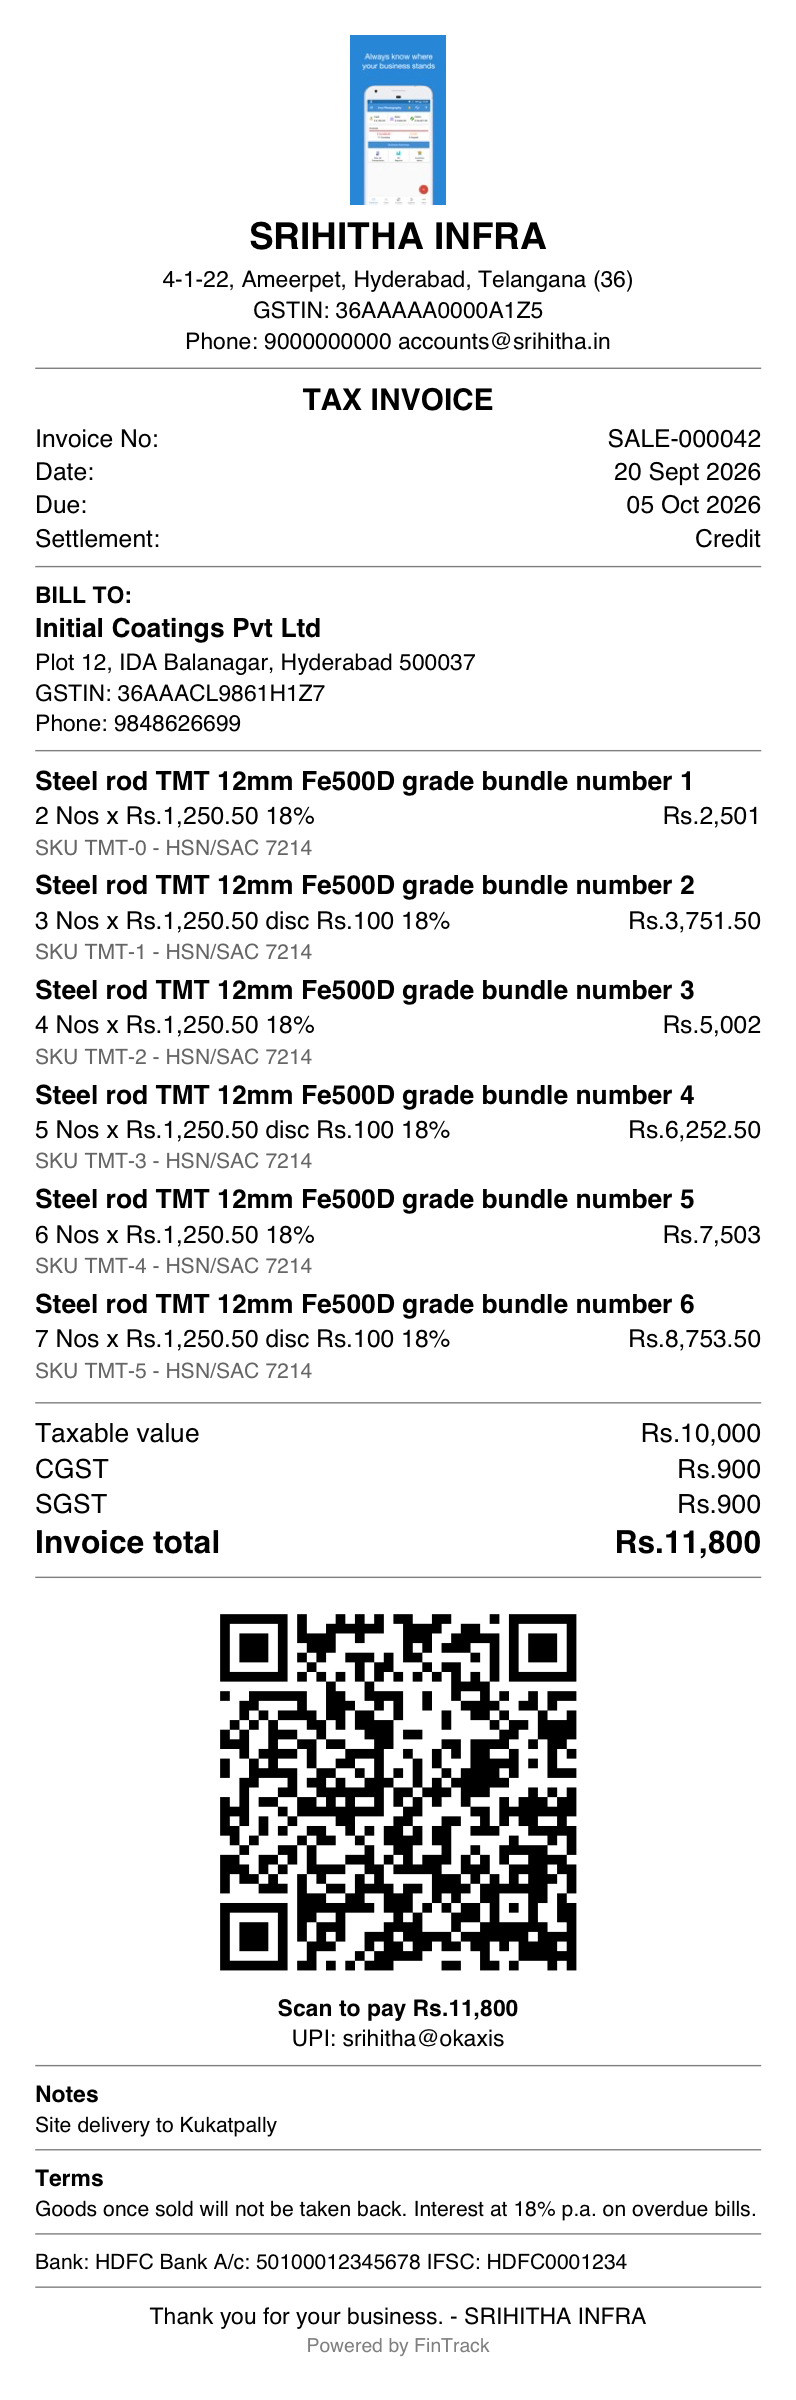 Always know where
your business stands
SRIHITHA INFRA
4-1-22, Ameerpet, Hyderabad, Telangana (36)
GSTIN: 36AAAAA0000A1Z5
Phone: 9000000000 accounts@srihitha.in
TAX INVOICE
Invoice No: SALE-000042
Date: 20 Sept 2026
Due: 05 Oct 2026
Settlement: Credit
BILL TO:
Initial Coatings Pvt Ltd
Plot 12, IDA Balanagar, Hyderabad 500037
GSTIN: 36AAACL9861H1Z7
Phone: 9848626699
Steel rod TMT 12mm Fe500D grade bundle number 1
2 Nos x Rs.1,250.50 18% Rs.2,501
SKU TMT-0 - HSN/SAC 7214
Steel rod TMT 12mm Fe500D grade bundle number 2
3 Nos x Rs.1,250.50 disc Rs.100 18% Rs.3,751.50
SKU TMT-1 - HSN/SAC 7214
Steel rod TMT 12mm Fe500D grade bundle number 3
4 Nos x Rs.1,250.50 18% Rs.5,002
SKU TMT-2 - HSN/SAC 7214
Steel rod TMT 12mm Fe500D grade bundle number 4
5 Nos x Rs.1,250.50 disc Rs.100 18% Rs.6,252.50
SKU TMT-3 - HSN/SAC 7214
Steel rod TMT 12mm Fe500D grade bundle number 5
6 Nos x Rs.1,250.50 18% Rs.7,503
SKU TMT-4 - HSN/SAC 7214
Steel rod TMT 12mm Fe500D grade bundle number 6
7 Nos x Rs.1,250.50 disc Rs.100 18% Rs.8,753.50
SKU TMT-5 - HSN/SAC 7214
Taxable value Rs.10,000
CGST Rs.900
SGST Rs.900
Invoice total Rs.11,800
Scan to pay Rs.11,800
UPI: srihitha@okaxis
Notes
Site delivery to Kukatpally
Terms
Goods once sold will not be taken back. Interest at 18% p.a. on overdue bills.
Bank: HDFC Bank A/c: 50100012345678 IFSC: HDFC0001234
Thank you for your business. - SRIHITHA INFRA
Powered by FinTrack